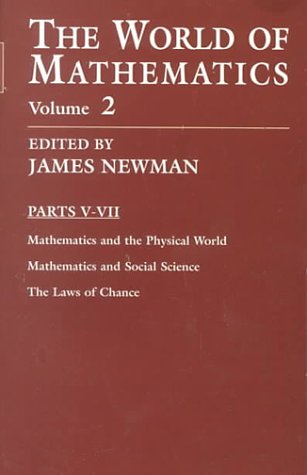 THE WORLD OF
MATHEMATICS
Volume 2
EDITED BY
JAMES NEWMAN
PARTS V-VII
Mathematics and the Physical World
Mathematics and Social Science
The Laws of Chance